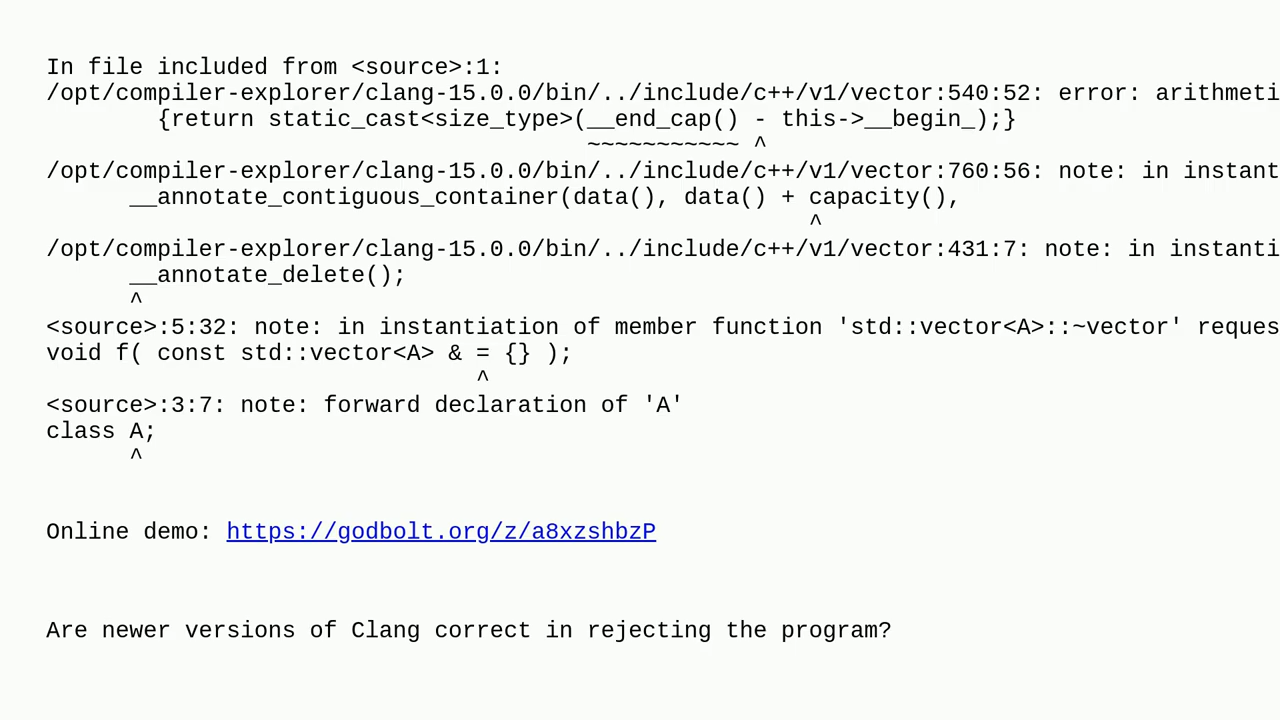 In file included from <source>:1:
/opt/compiler-explorer/clang-15.0.0/bin/../include/c++/v1/vector:540:52: error: arithmeti
{return static_cast<size_type>(__end_cap() - this->__begin_);}
~~~~~~~~~~~ ^
/opt/compiler-explorer/clang-15.0.0/bin/../include/c++/v1/vector:760:56: note: in instant
__annotate_contiguous_container(data(), data() + capacity(),
^
/opt/compiler-explorer/clang-15.0.0/bin/../include/c++/v1/vector:431:7: note: in instanti
__annotate_delete();
^
<source>:5:32: note: in instantiation of member function 'std::vector<A>::~vector' reques
void f( const std::vector<A> & = {} );
^
<source>:3:7: note: forward declaration of 'A'
class A;
^
Online demo: https://godbolt.org/z/a8xzshbzP
Are newer versions of Clang correct in rejecting the program?